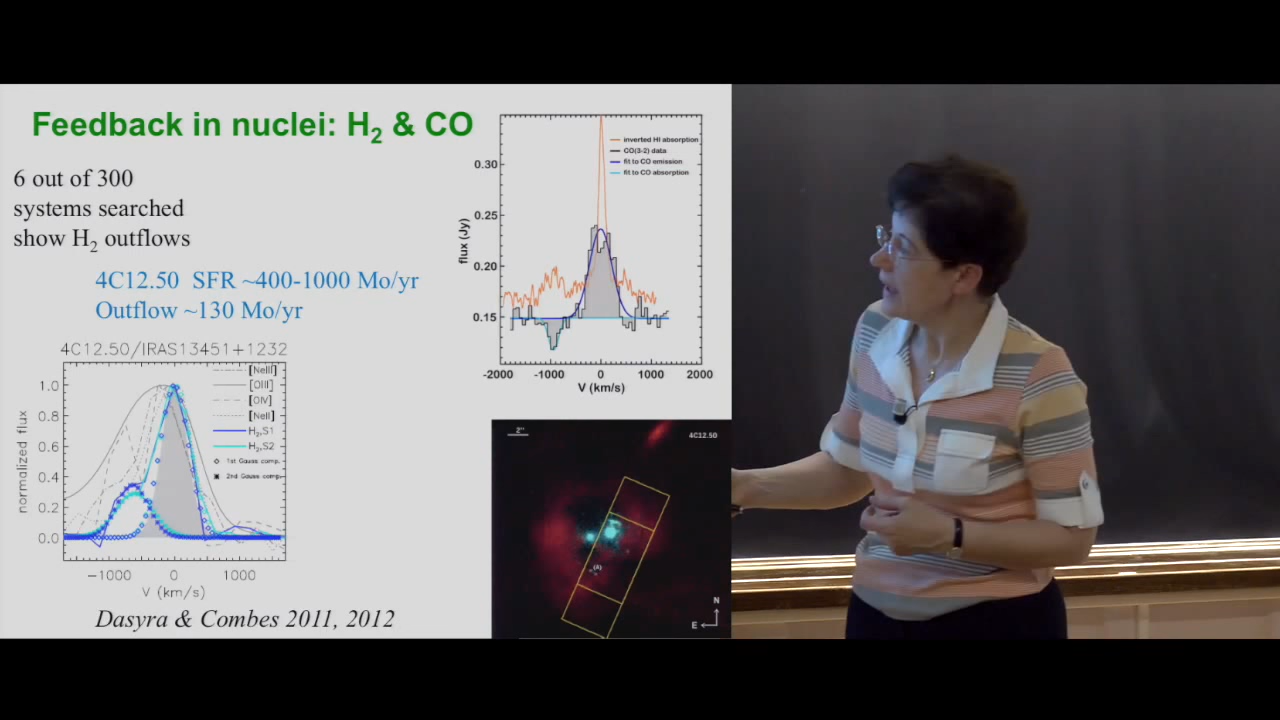 Feedback in nuclei: H₂ & CO
6 out of 300
systems searched
show H₂ outflows
4C12.50 SFR ~400-1000 Mo/yr
Outflow ~130 Mo/yr
inverted HI absorption
CO(3-2) data
fit to CO emission
fit to CO absorption
0.30
0.25
0.20
0.15
flux (Jy)
-2000 -1000 0 1000 2000
V (km/s)
4C12.50/IRAS13451+1232
[NeIII]
[OIII]
[OIV]
[NeII]
H₂,S1
H₂,S2
1st Gauss comp.
2nd Gauss comp.
1.0
0.8
0.6
0.4
0.2
0.0
normalized flux
−1000 0 1000
V (km/s)
2"
4C12.50
N
E
Dasyra & Combes 2011, 2012